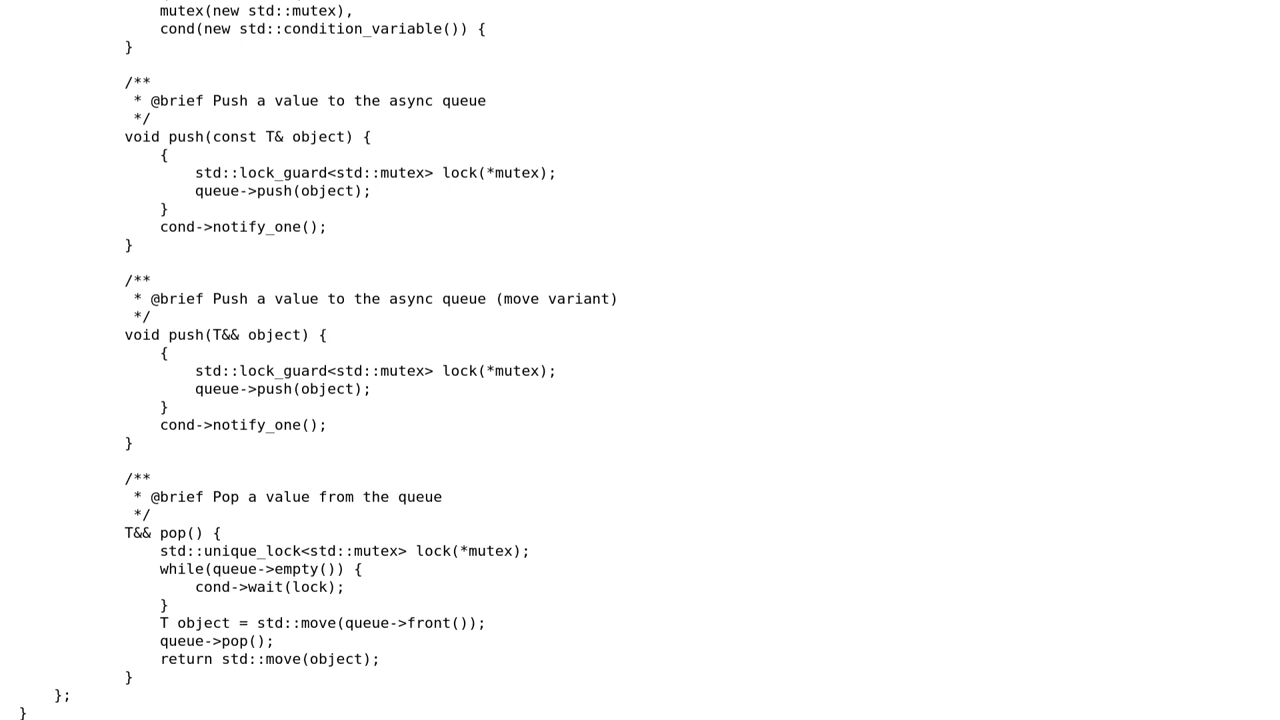 mutex(new std::mutex),
cond(new std::condition_variable()) {
}
/**
* @brief Push a value to the async queue
*/
void push(const T& object) {
{
std::lock_guard<std::mutex> lock(*mutex);
queue->push(object);
}
cond->notify_one();
}
/**
* @brief Push a value to the async queue (move variant)
*/
void push(T&& object) {
{
std::lock_guard<std::mutex> lock(*mutex);
queue->push(object);
}
cond->notify_one();
}
/**
* @brief Pop a value from the queue
*/
T&& pop() {
std::unique_lock<std::mutex> lock(*mutex);
while(queue->empty()) {
cond->wait(lock);
}
T object = std::move(queue->front());
queue->pop();
return std::move(object);
}
};
}